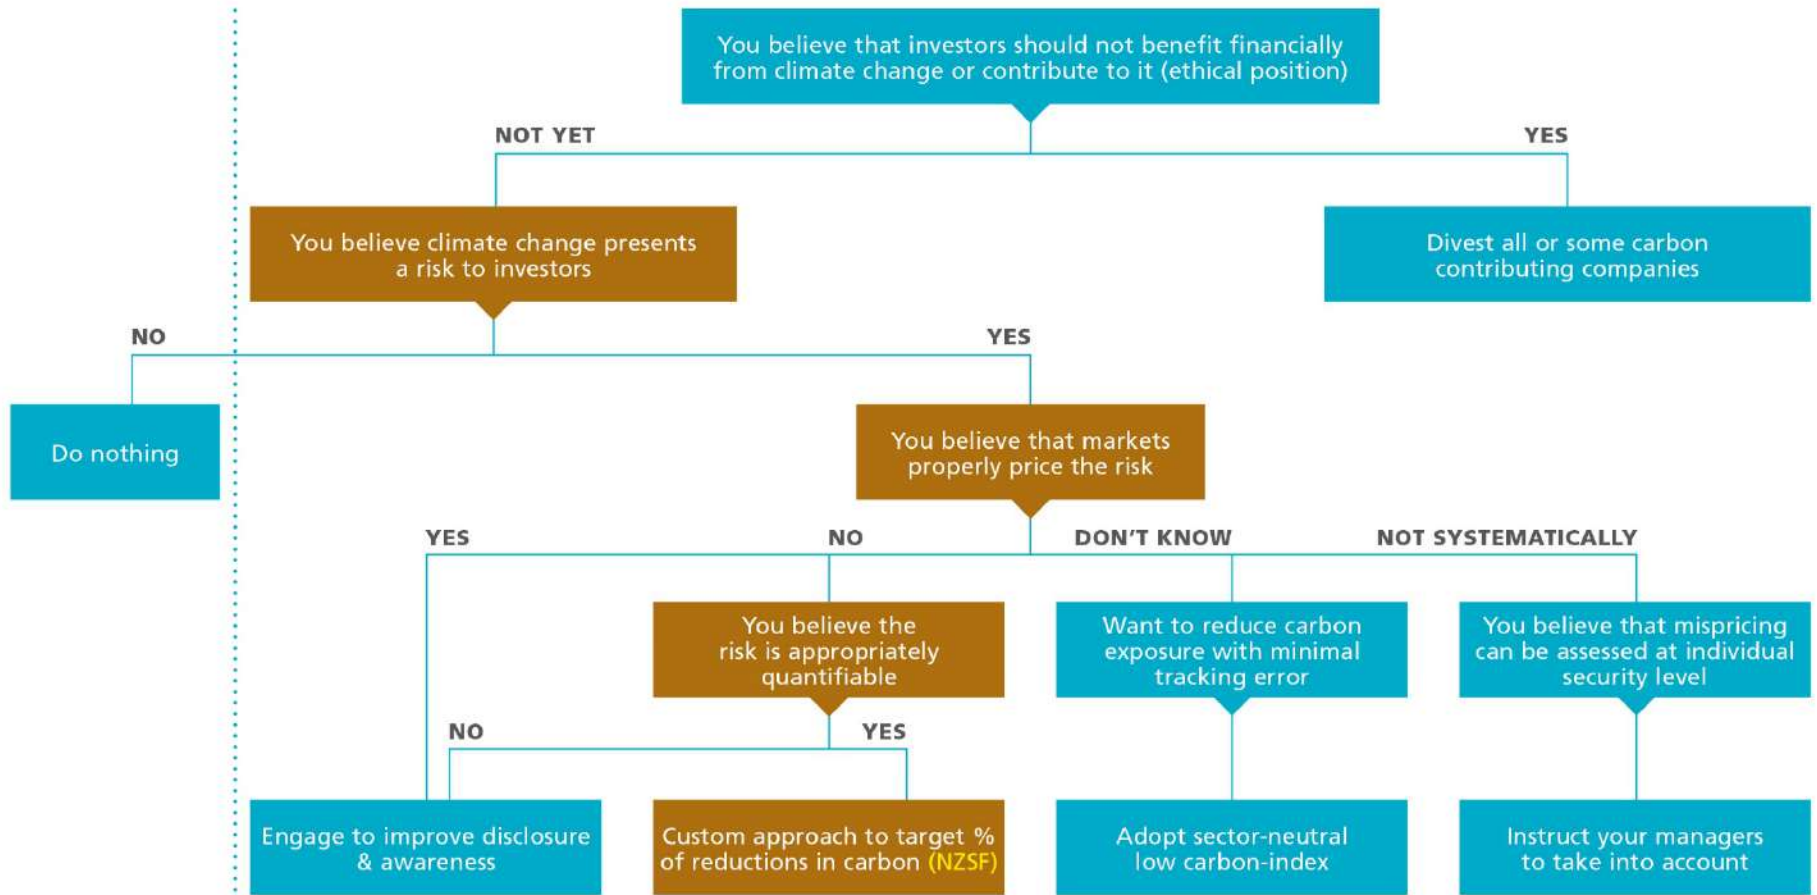 You believe that investors should not benefit financially
from climate change or contribute to it (ethical position)
NOT YET
YES
You believe climate change presents
a risk to investors
Divest all or some carbon
contributing companies
NO
YES
Do nothing
You believe that markets
properly price the risk
YES
NO
DON'T KNOW
NOT SYSTEMATICALLY
You believe the
risk is appropriately
quantifiable
Want to reduce carbon
exposure with minimal
tracking error
You believe that mispricing
can be assessed at individual
security level
NO
YES
Engage to improve disclosure
& awareness
Custom approach to target %
of reductions in carbon (NZSF)
Adopt sector-neutral
low carbon-index
Instruct your managers
to take into account